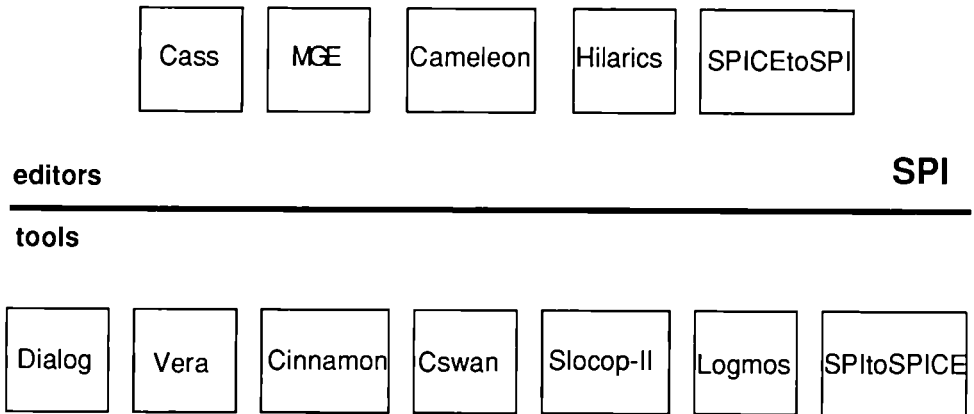 Cass MGE Cameleon Hilarics SPICEtoSPI
editors SPI
tools
Dialog Vera Cinnamon Cswan Slocop-II Logmos SPItoSPICE